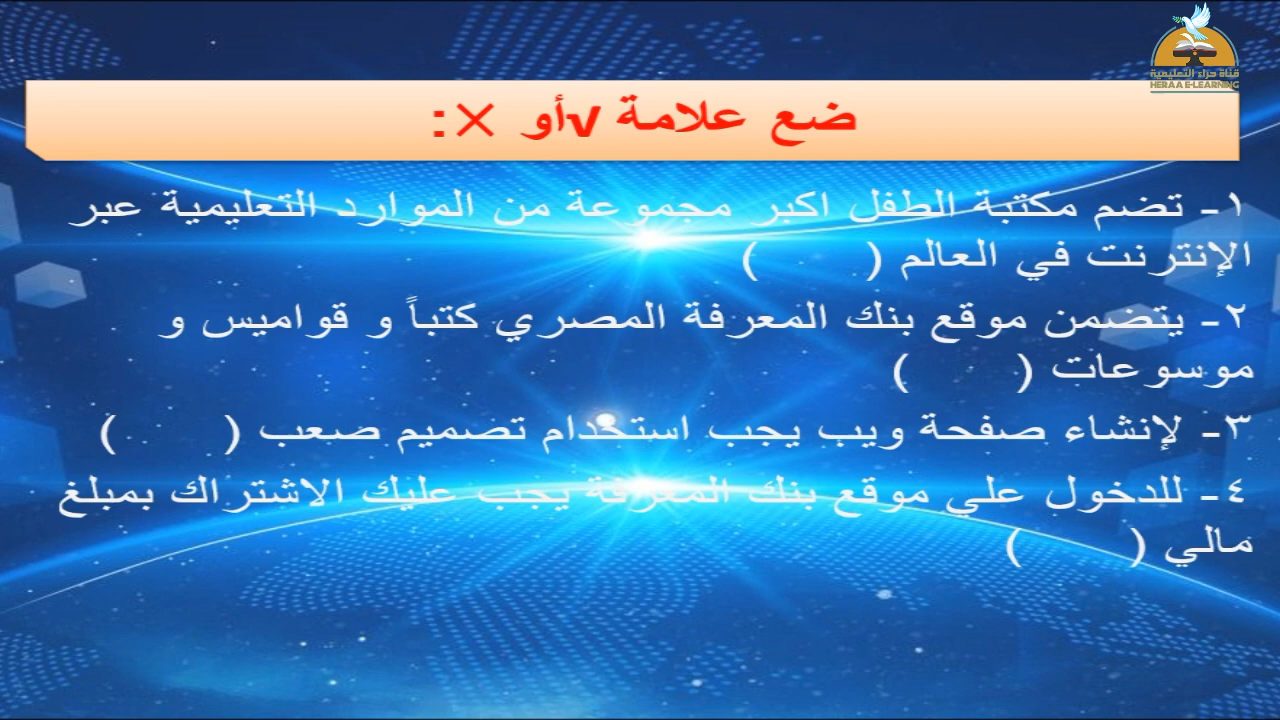 قناة حراء التعليمية
HERAA E-LEARNING
ضع علامة √أو ×:
١- تضم مكتبة الطفل اكبر مجموعة من الموارد التعليمية عبر
الإنترنت في العالم ( )
٢- يتضمن موقع بنك المعرفة المصري كتباً و قواميس و
موسوعات ( )
٣- لإنشاء صفحة ويب يجب استخدام تصميم صعب ( )
٤- للدخول علي موقع بنك المعرفة يجب عليك الاشتراك بمبلغ
مالي ( )